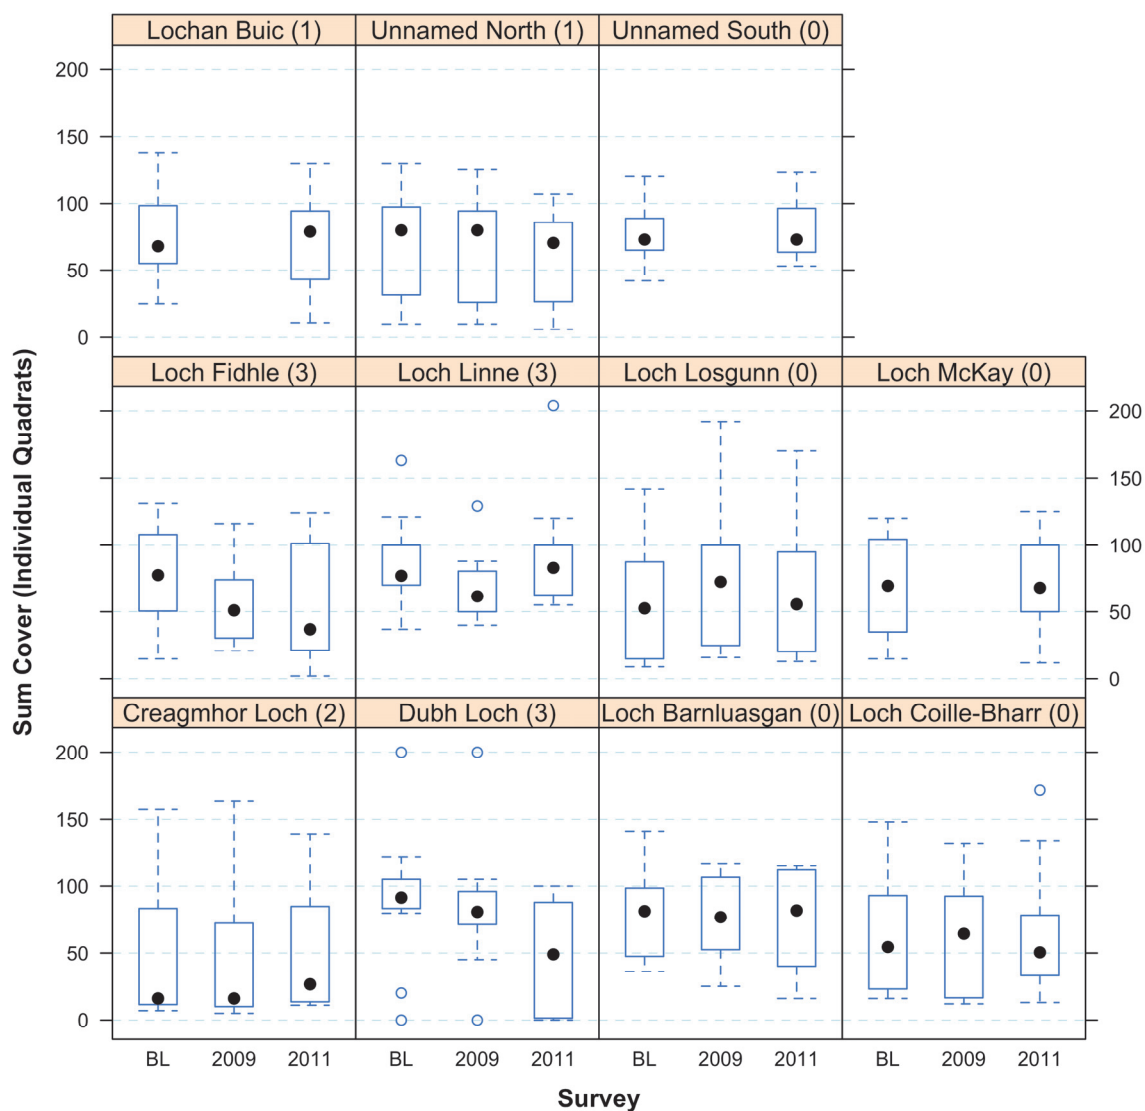 Lochan Buic (1) Unnamed North (1) Unnamed South (0)
200
150
100
50
0
Loch Fidhle (3) Loch Linne (3) Loch Losgunn (0) Loch McKay (0)
200
150
100
50
0
Creagmhor Loch (2) Dubh Loch (3) Loch Barnluasgan (0) Loch Coille-Bharr (0)
200
150
100
50
0
BL 2009 2011 BL 2009 2011 BL 2009 2011 BL 2009 2011
Survey
Sum Cover (Individual Quadrats)